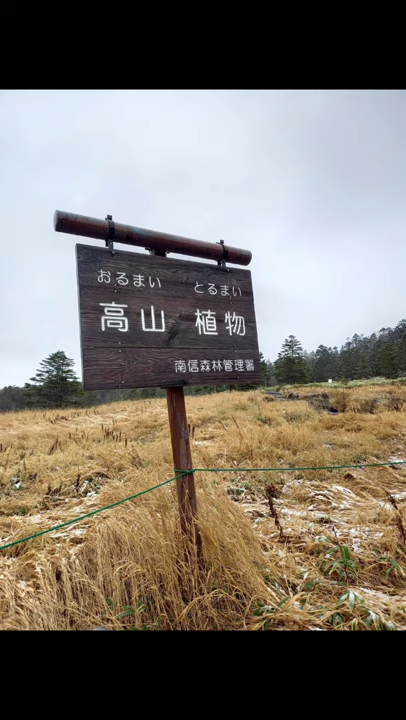 おるまい とるまい
高山 植物
南信森林管理署